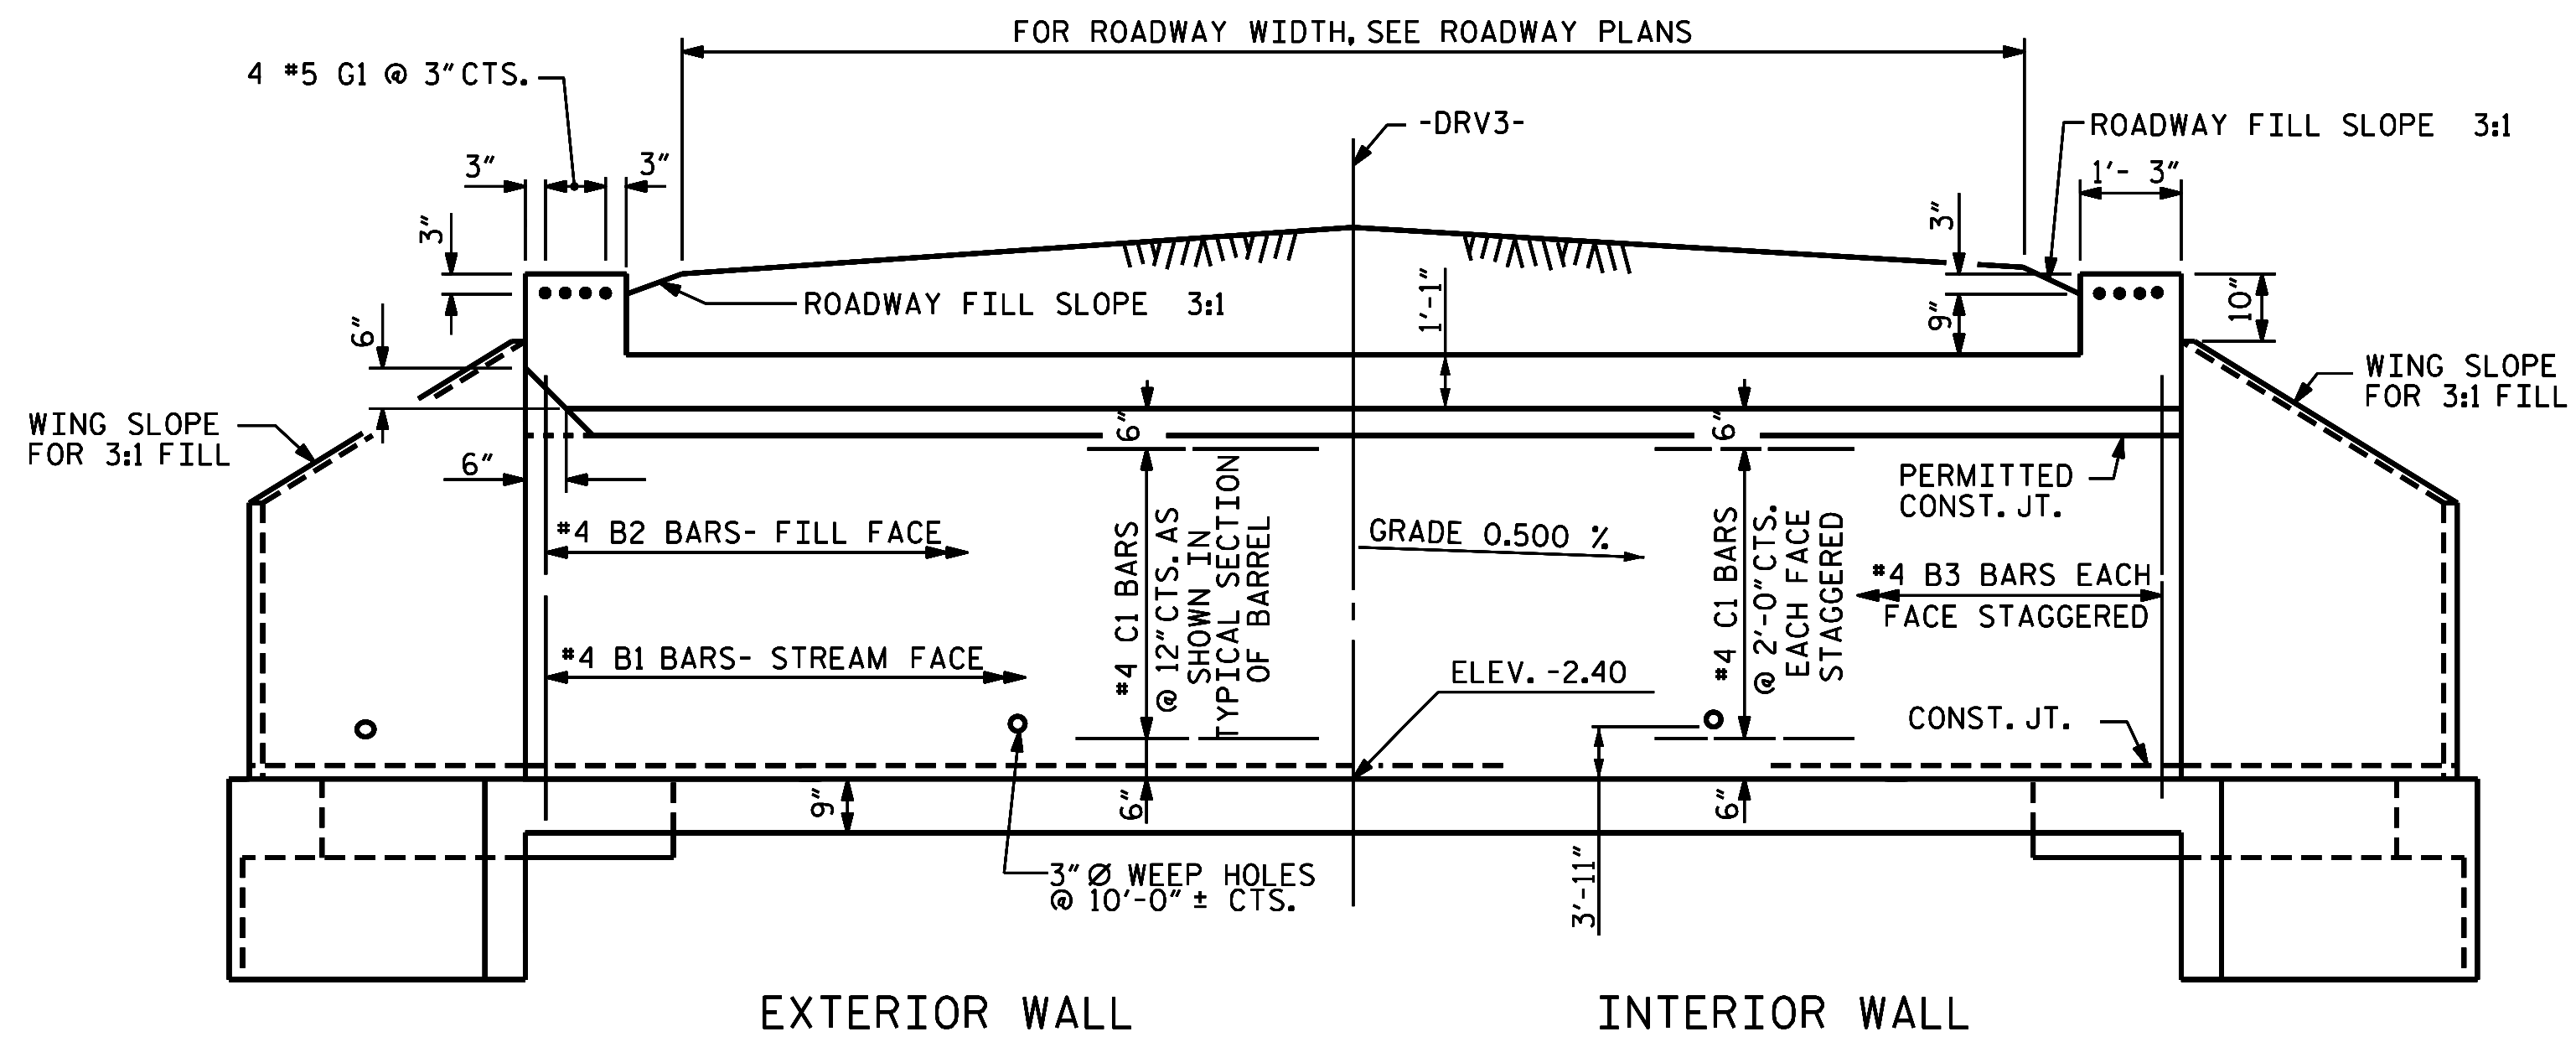 FOR ROADWAY WIDTH, SEE ROADWAY PLANS
4 #5 G1 @ 3" CTS.
-DRV3-
ROADWAY FILL SLOPE 3:1
3"
3"
1'- 3"
3"
3"
ROADWAY FILL SLOPE 3:1
1'-1"
9"
10"
6"
WING SLOPE
FOR 3:1 FILL
WING SLOPE
FOR 3:1 FILL
6"
6"
6"
PERMITTED
CONST. JT.
#4 B2 BARS- FILL FACE
#4 C1 BARS
@ 12" CTS. AS
SHOWN IN
TYPICAL SECTION
OF BARREL
GRADE 0.500 %
#4 C1 BARS
@ 2'-0" CTS.
EACH FACE
STAGGERED
#4 B3 BARS EACH
FACE STAGGERED
#4 B1 BARS- STREAM FACE
ELEV. -2.40
CONST. JT.
9"
6"
6"
3" Ø WEEP HOLES
@ 10'-0" ± CTS.
3'-11"
EXTERIOR WALL
INTERIOR WALL